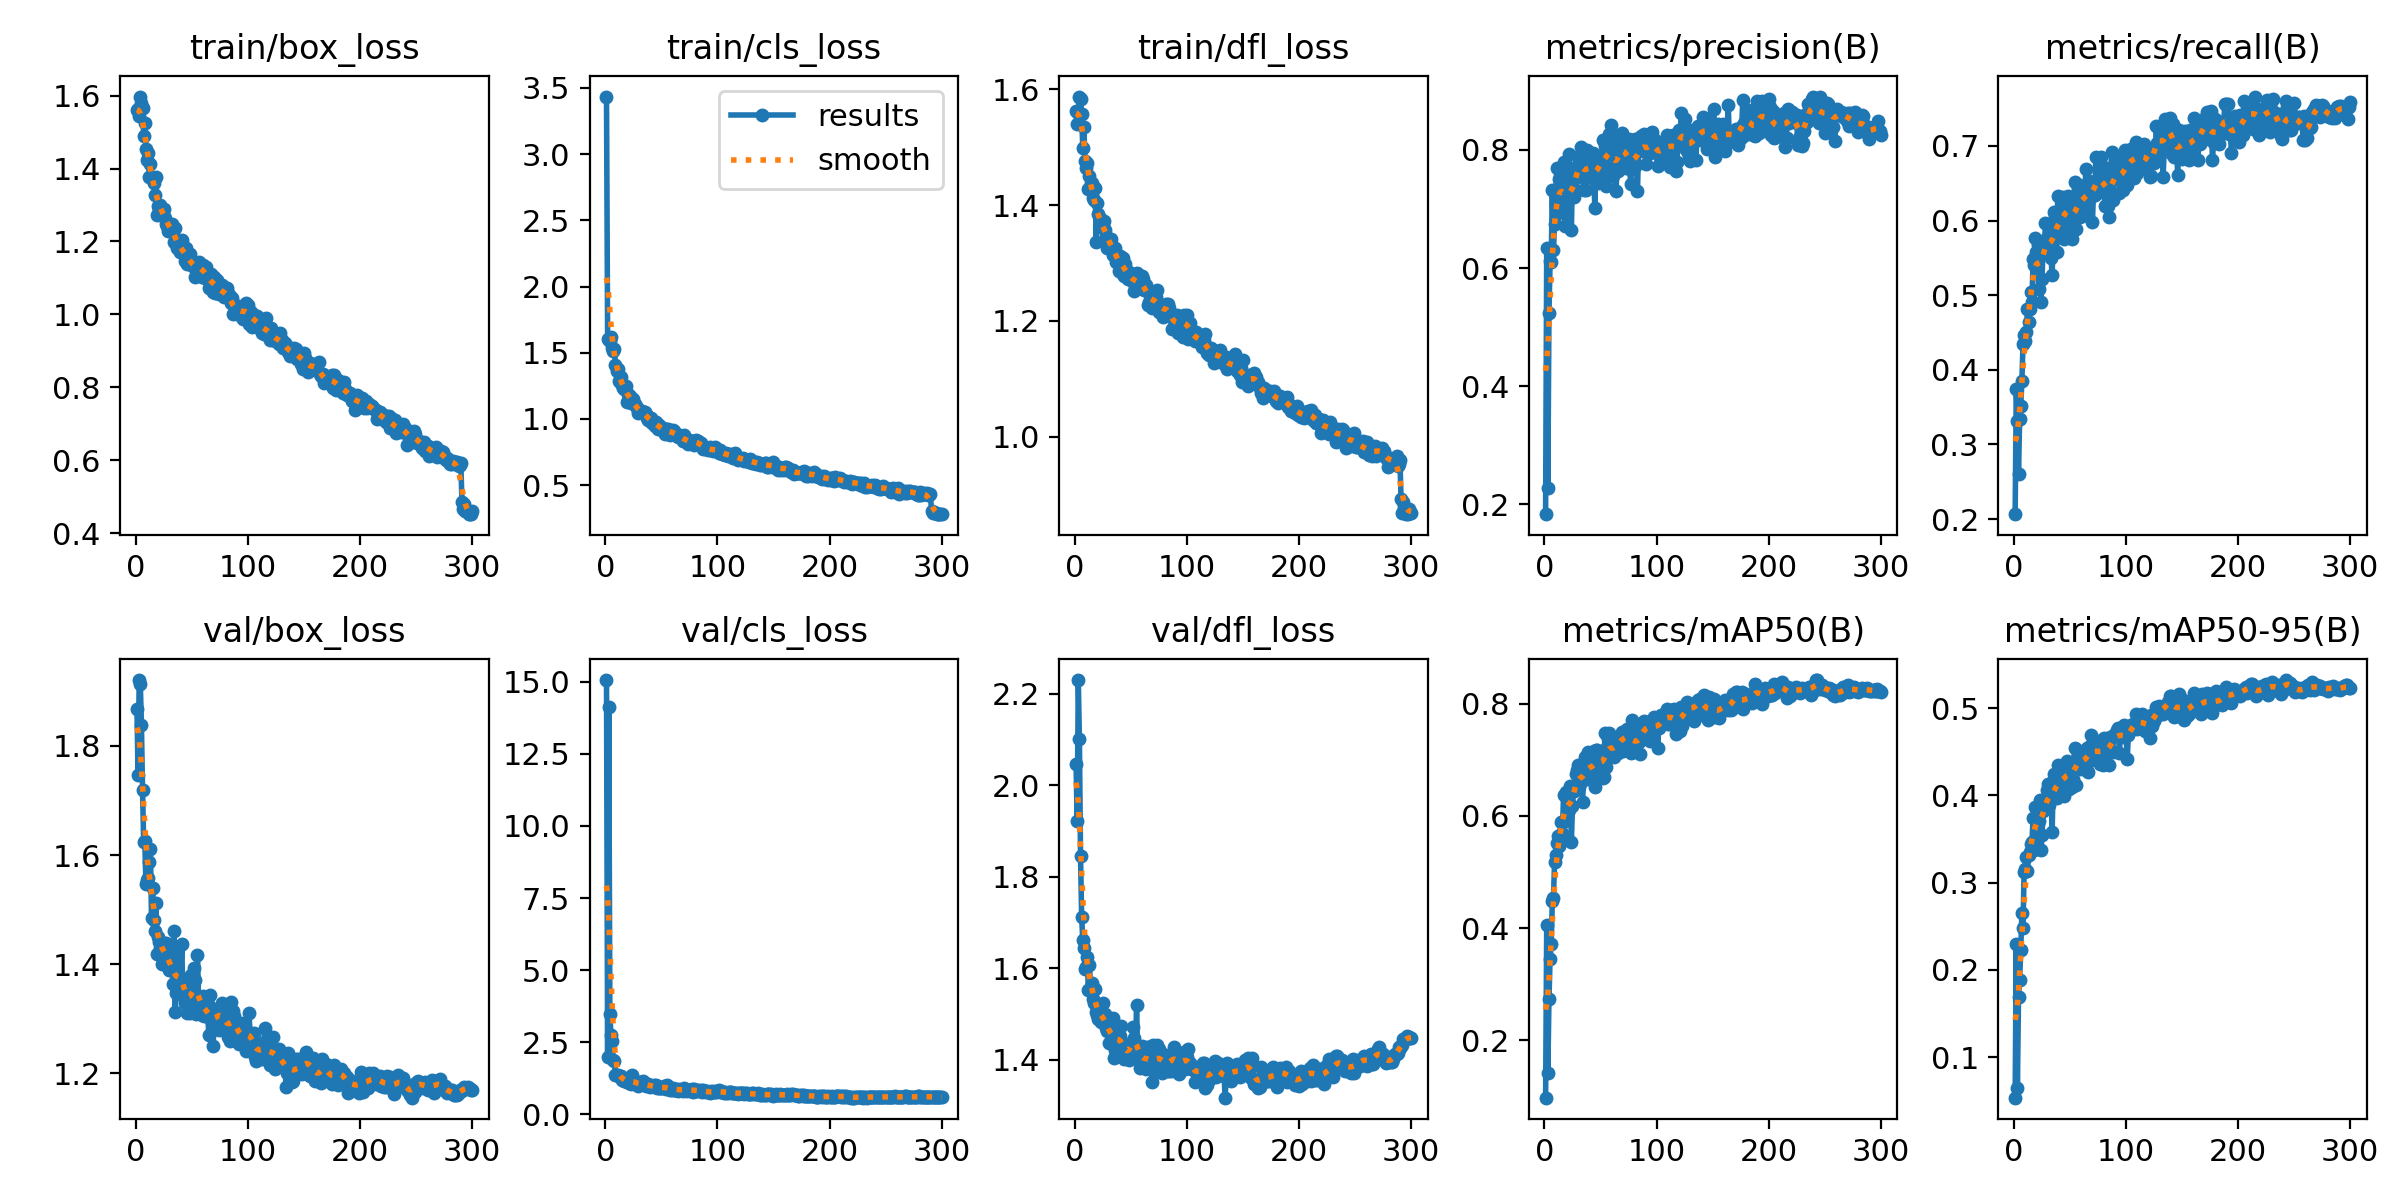 train/box_loss
1.6
1.4
1.2
1.0
0.8
0.6
0.4
0 100 200 300
train/cls_loss
results
smooth
3.5
3.0
2.5
2.0
1.5
1.0
0.5
0 100 200 300
train/dfl_loss
1.6
1.4
1.2
1.0
0 100 200 300
metrics/precision(B)
0.8
0.6
0.4
0.2
0 100 200 300
metrics/recall(B)
0.7
0.6
0.5
0.4
0.3
0.2
0 100 200 300
val/box_loss
1.8
1.6
1.4
1.2
0 100 200 300
val/cls_loss
15.0
12.5
10.0
7.5
5.0
2.5
0.0
0 100 200 300
val/dfl_loss
2.2
2.0
1.8
1.6
1.4
0 100 200 300
metrics/mAP50(B)
0.8
0.6
0.4
0.2
0 100 200 300
metrics/mAP50-95(B)
0.5
0.4
0.3
0.2
0.1
0 100 200 300